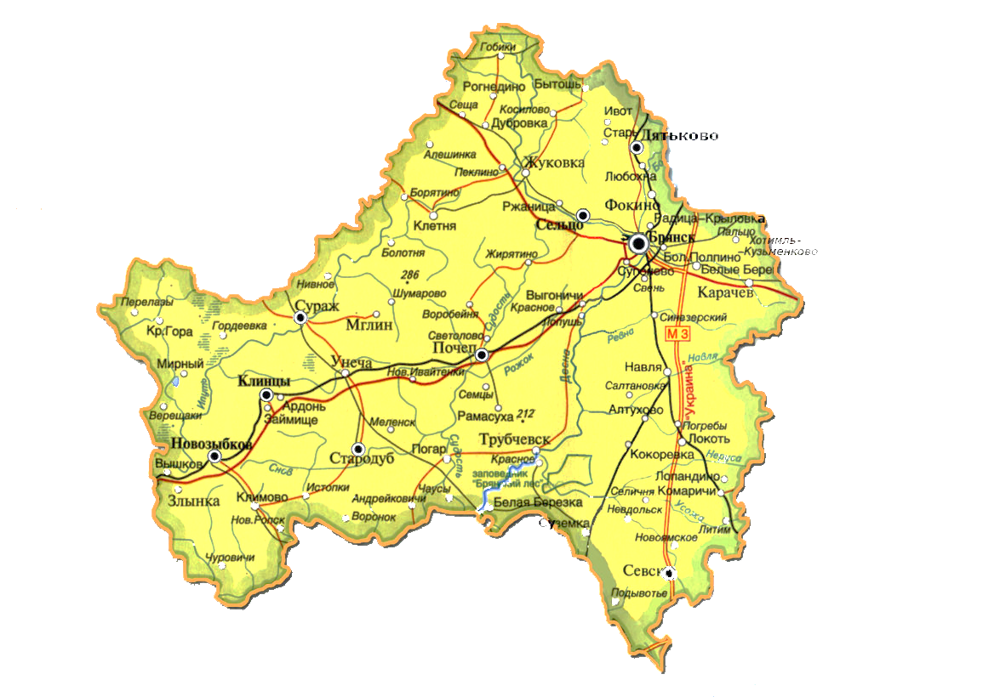 Гобики
Рогнедино
Бытошь
Сеща
Косилово
Ивот
Дубровка
Старь
Дятьково
Алешинка
Жуковка
Пеклино
Любохна
Борятино
Ржаница
Фокино
Клетня
Сельцо
Радица-Крыловка
Пальцо
Брянск
Хотимль-
-Кузьменково
Болотня
Жирятино
Бол.Полпино
Супонево
Белые Бере
Нивное
286
Шумарово
Выгоничи
Свень
Карачев
Перелазы
Сураж
Воробейня
Судость
Красное
Попушь
Синезерский
Кр.Гора
Гордеевка
Мглин
Светолово
Ревна
М 3
Почеп
Мирный
Унеча
Рожок
Десна
Навля
Навля
"Украина"
Клинцы
Нов.Ивайтенки
Ипуть
Семцы
Салтановка
Верещаки
Ардонь
Займище
Рамасуха
212
Алтухово
Меленск
Погребы
Новозыбков
Погар
Судость
Трубчевск
Локоть
Вышков
Снов
Стародуб
Красное
Кокоревка
Неруса
заповедник
"Брянский лес"
Злынка
Климово
Истопки
Андрейковичи
Чаусы
Белая Березка
Селичня
Комаричи
Лопандино
Нов.Ропск
Воронок
Суземка
Невдольск
Усожа
Литиж
Чуровичи
Новоямское
Севск
Подывотье